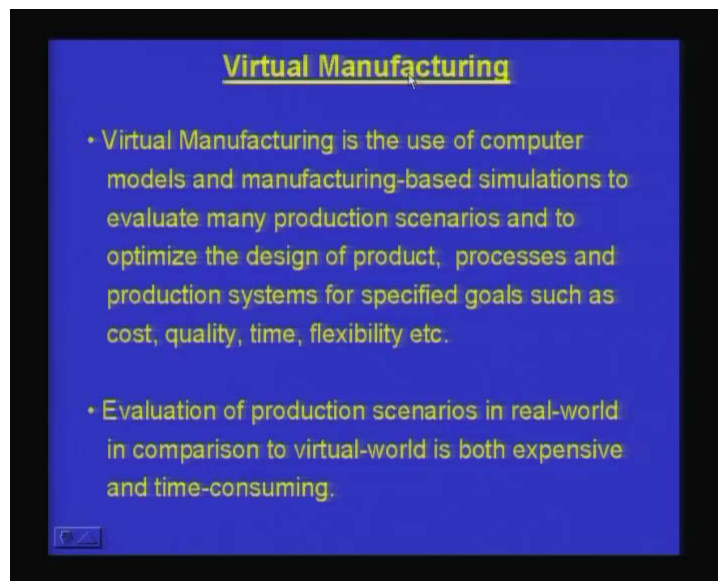 Virtual Manufacturing
• Virtual Manufacturing is the use of computer
models and manufacturing-based simulations to
evaluate many production scenarios and to
optimize the design of product, processes and
production systems for specified goals such as
cost, quality, time, flexibility etc.
• Evaluation of production scenarios in real-world
in comparison to virtual-world is both expensive
and time-consuming.